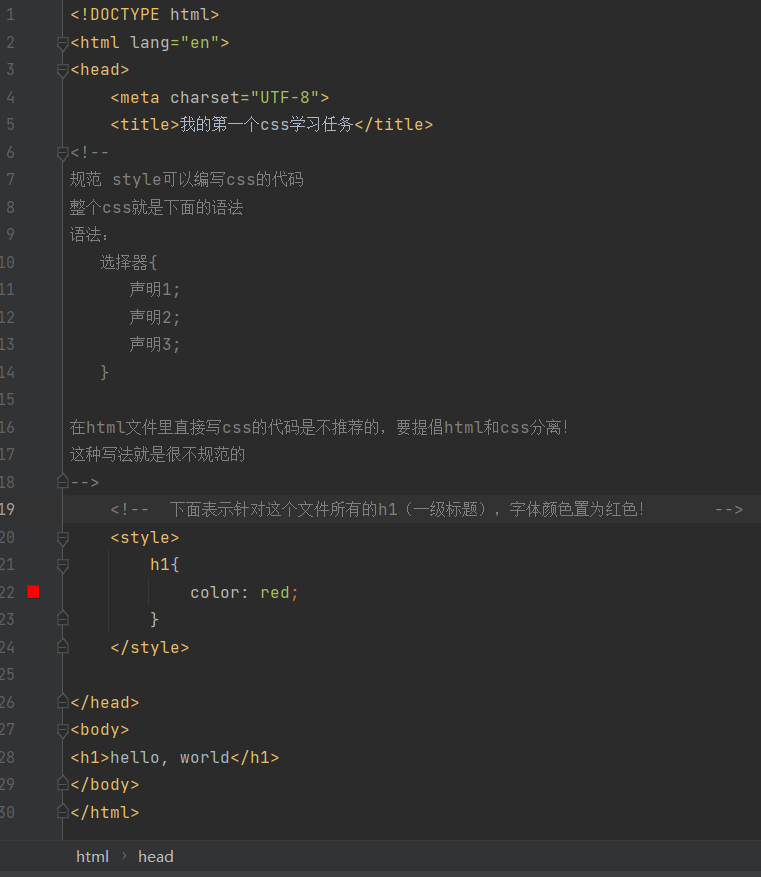 1 <!DOCTYPE html>
2 <html lang="en">
3 <head>
4     <meta charset="UTF-8">
5     <title>我的第一个css学习任务</title>
6 <!--
7 规范 style可以编写css的代码
8 整个css就是下面的语法
9 语法：
10    选择器{
11       声明1;
12       声明2;
13       声明3;
14    }
15
16 在html文件里直接写css的代码是不推荐的，要提倡html和css分离！
17 这种写法就是很不规范的
18 -->
19     <!--  下面表示针对这个文件所有的h1（一级标题），字体颜色置为红色！       -->
20     <style>
21         h1{
22             color: red;
23         }
24     </style>
25
26 </head>
27 <body>
28 <h1>hello, world</h1>
29 </body>
30 </html>
html › head